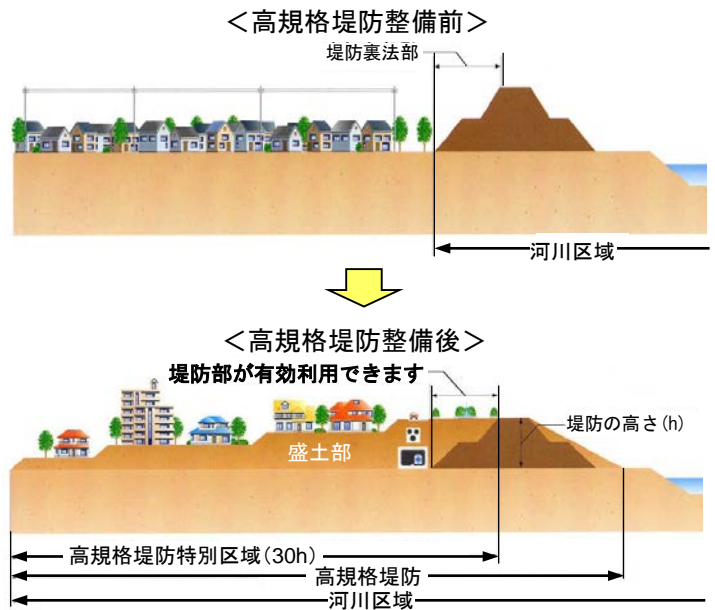 ＜高規格堤防整備前＞
堤防裏法部
河川区域
＜高規格堤防整備後＞
堤防部が有効利用できます
堤防の高さ(h)
盛土部
高規格堤防特別区域(30h)
高規格堤防
河川区域